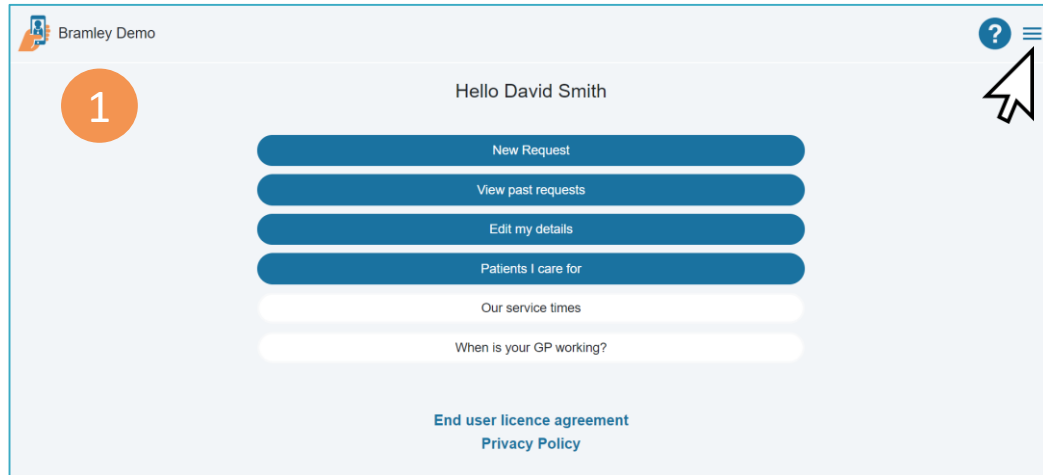 Bramley Demo
?
1
Hello David Smith
New Request
View past requests
Edit my details
Patients I care for
Our service times
When is your GP working?
End user licence agreement
Privacy Policy